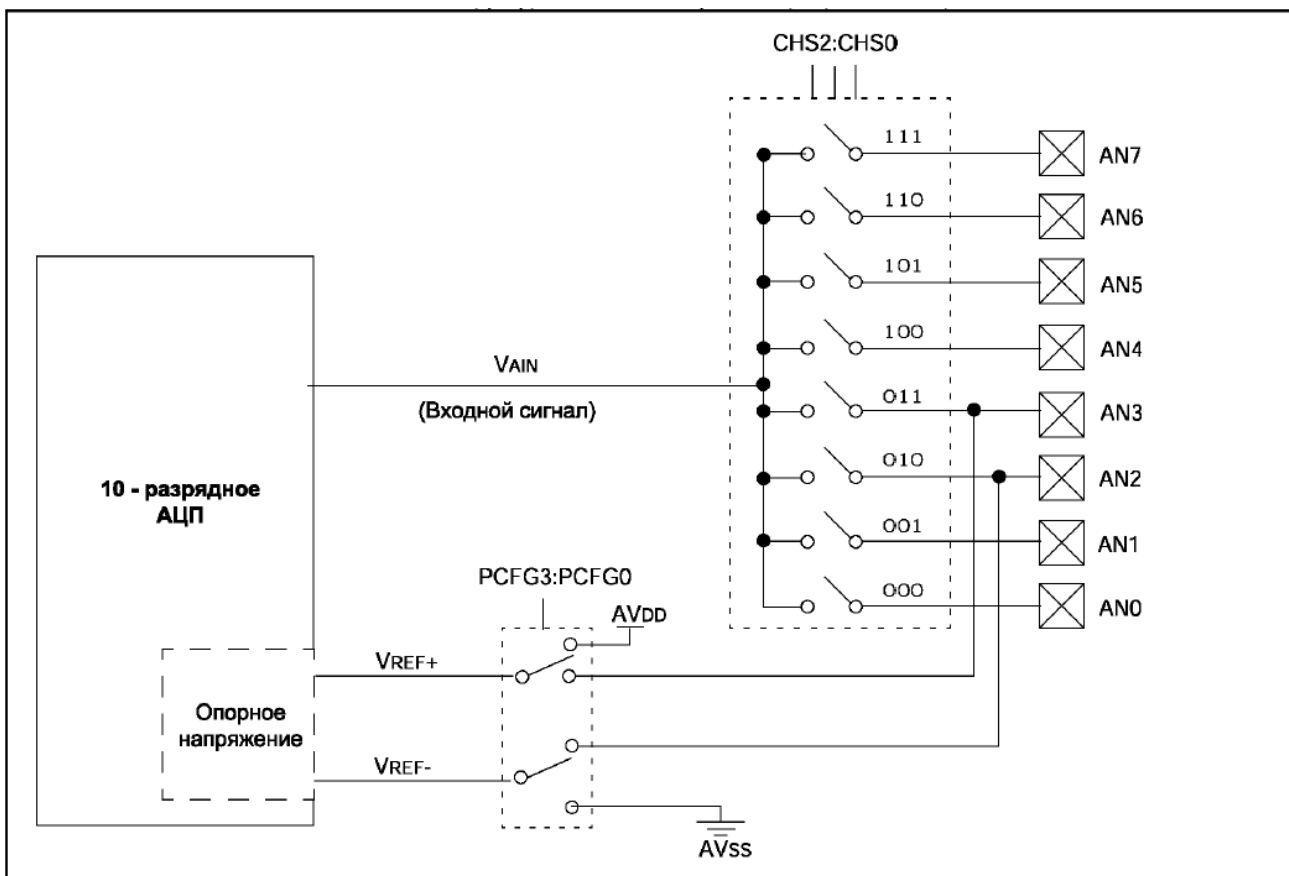 CHS2:CHS0
111
AN7
110
AN6
101
AN5
100
AN4
VAIN
(Входной сигнал)
011
AN3
010
AN2
10 - разрядное
АЦП
001
AN1
PCFG3:PCFG0
000
AN0
AVDD
VREF+
Опорное
напряжение
VREF-
AVSS